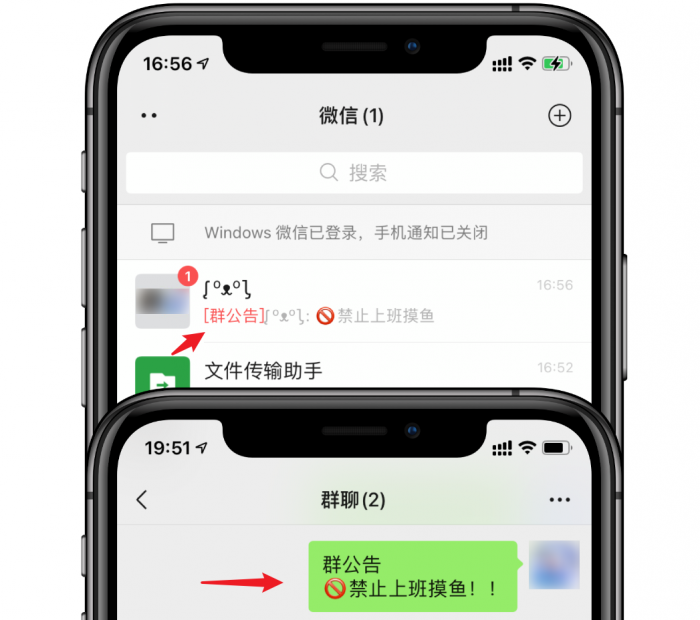 16:56
微信(1)
搜索
Windows 微信已登录，手机通知已关闭
1
ʆºᴥºʅ
16:56
[群公告]ʆºᴥºʅ: 🚫禁止上班摸鱼
文件传输助手
16:52
19:51
群聊(2)
群公告
🚫禁止上班摸鱼！！